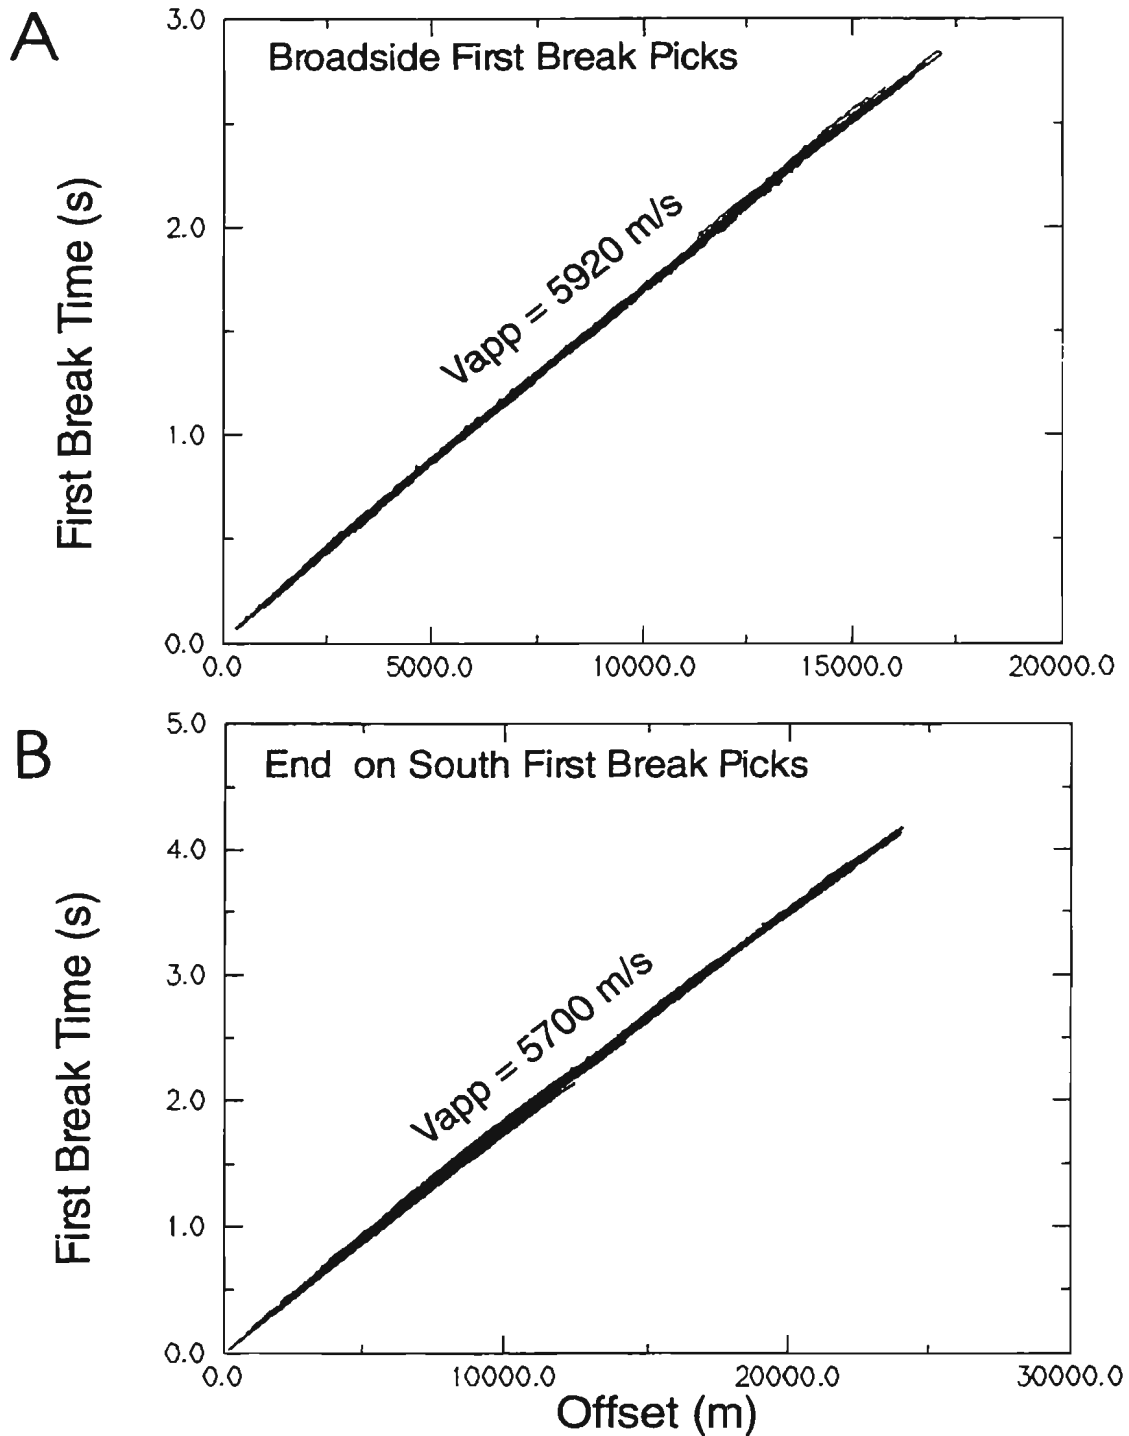 A
Broadside First Break Picks
First Break Time (s)
3.0
2.0
1.0
0.0
Vapp = 5920 m/s
0.0 5000.0 10000.0 15000.0 20000.0
B
End on South First Break Picks
First Break Time (s)
5.0
4.0
3.0
2.0
1.0
0.0
Vapp = 5700 m/s
0.0 10000.0 20000.0 30000.0
Offset (m)